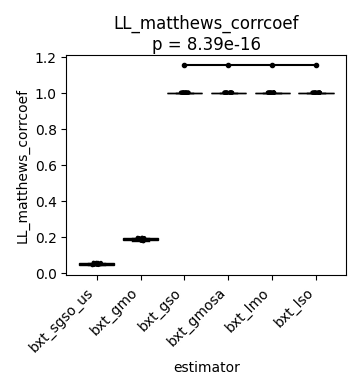 LL_matthews_corrcoef
p = 8.39e-16
LL_matthews_corrcoef
1.2
1.0
0.8
0.6
0.4
0.2
0.0
bxt_sgso_us
bxt_gmo
bxt_gso
bxt_gmosa
bxt_lmo
bxt_lso
estimator